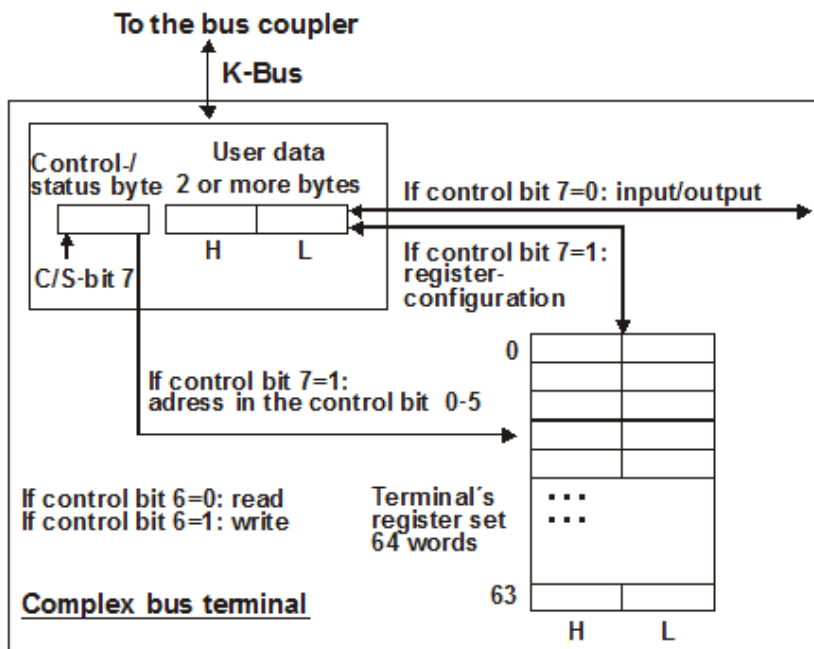 To the bus coupler
K-Bus
Control-/
status byte
User data
2 or more bytes
H L
C/S-bit 7
If control bit 7=0: input/output
If control bit 7=1:
register-
configuration
0
If control bit 7=1:
adress in the control bit 0-5
If control bit 6=0: read
If control bit 6=1: write
Terminal´s
register set
64 words
...
...
63
H L
Complex bus terminal